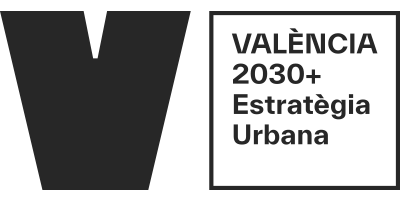 V
VALÈNCIA
2030+
Estratègia
Urbana